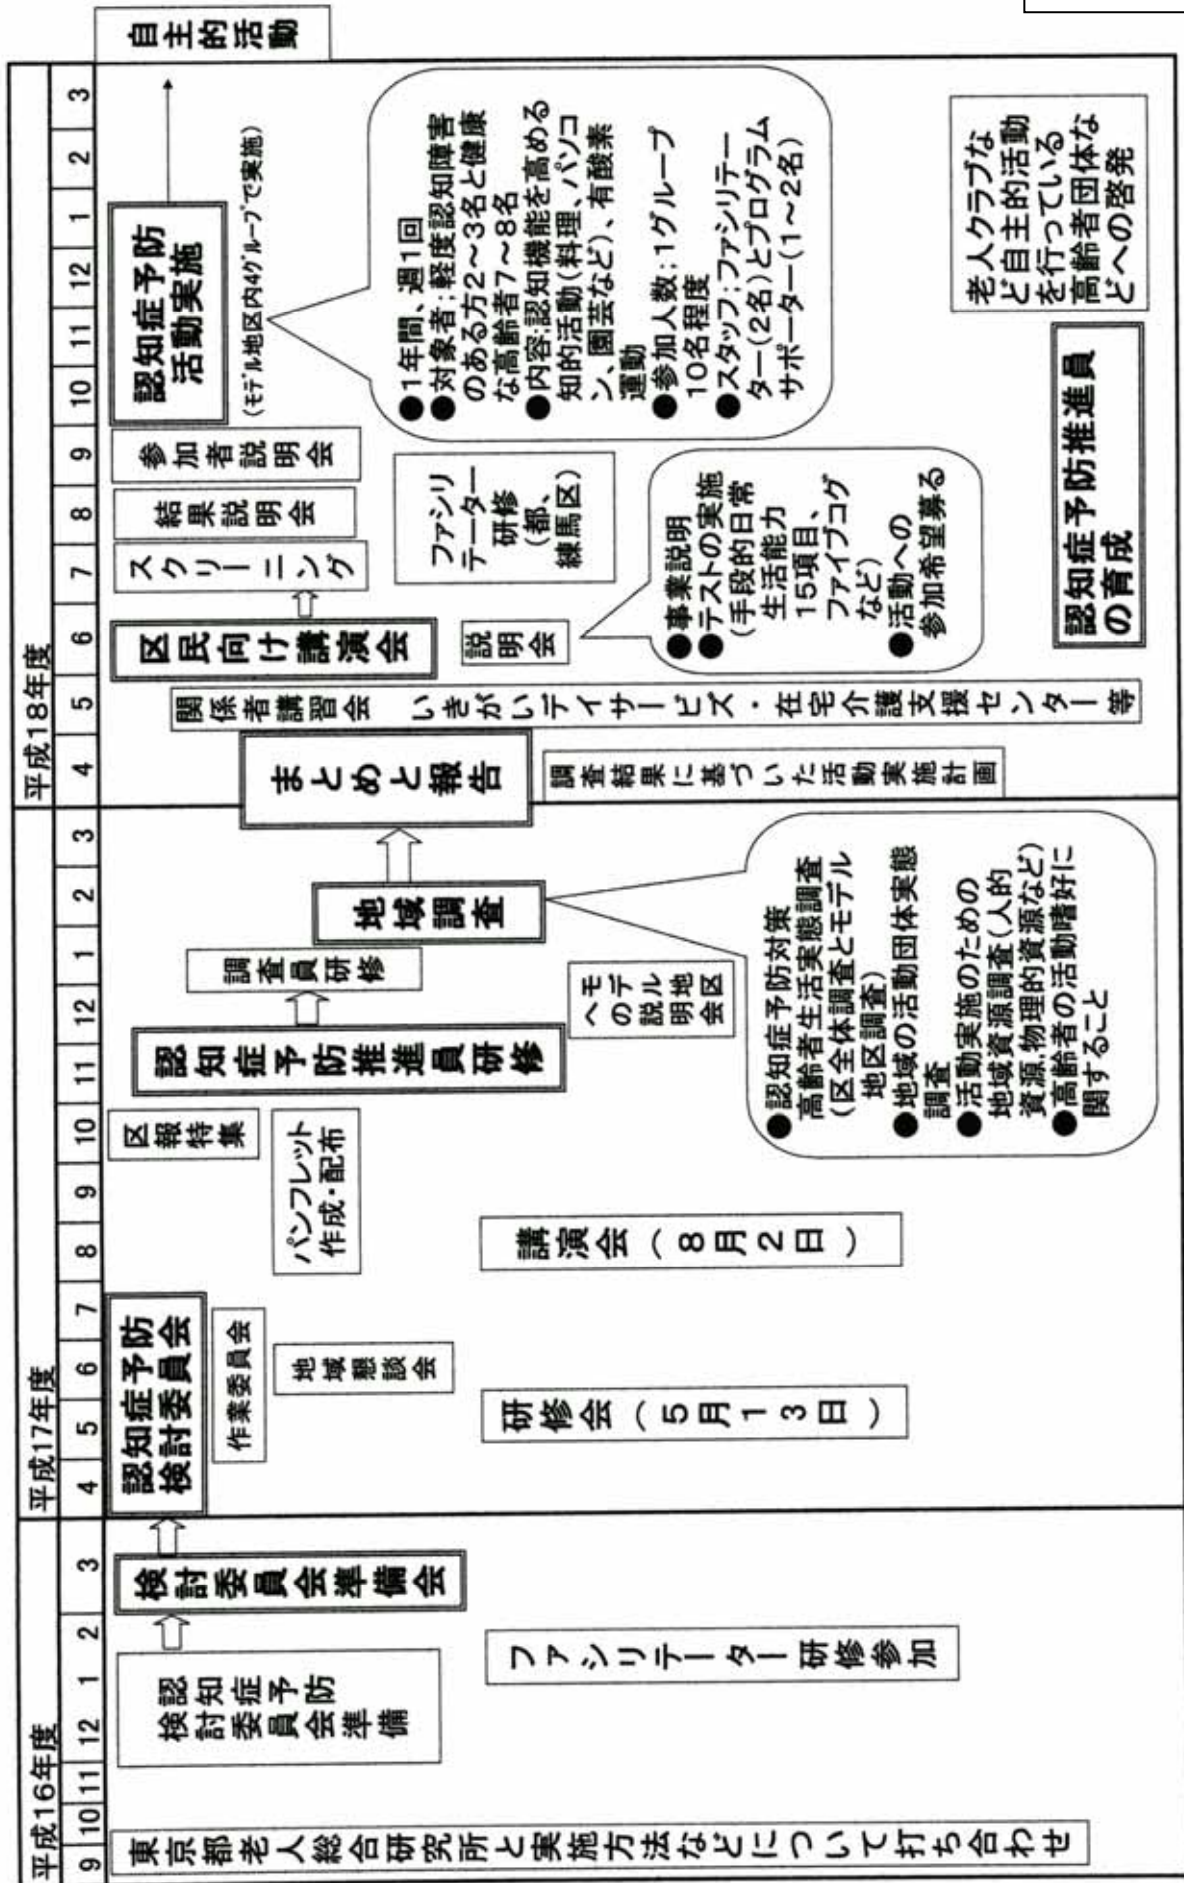 平成16年度
9 10 11 12 1 2 3
平成17年度
4 5 6 7 8 9 10 11 12 1 2 3
平成18年度
4 5 6 7 8 9 10 11 12 1 2 3
東京都老人総合研究所と実施方法などについて打ち合わせ
認知症予防
検討委員会準備
検討委員会準備会
ファシリテーター研修参加
認知症予防
検討委員会
作業委員会
地域懇談会
研修会(5月13日)
講演会(8月2日)
パンフレット
作成・配布
区報特集
認知症予防推進員研修
モデル地区
への説明会
調査員研修
地域調査
●認知症予防対策
高齢者生活実態調査
(区全体調査とモデル
地区調査)
●地域の活動団体実態
調査
●活動実施のための
地域資源調査(人的
資源,物理的資源など)
●高齢者の活動嗜好に
関すること
まとめと報告
調査結果に基づいた活動実施計画
関係者講習会 いきがいデイサービズ・在宅介護支援センター等
区民向け講演会
説明会
●事業説明
●テストの実施
(手段的日常
生活能力
15項目、
ファイブコグ
など)
●活動への
参加希望募る
スクリーニング
結果説明会
参加者説明会
ファシリ
テーター
研修
(都、
練馬区)
認知症予防
活動実施
(モデル地区内4グループで実施)
●1年間、週1回
●対象者;軽度認知障害
のある方2~3名と健康
な高齢者7~8名
●内容;認知機能を高める
知的活動(料理、パソコ
ン、園芸など)、有酸素
運動
●参加人数;1グループ
10名程度
●スタッフ;ファシリテー
ター(2名)とプログラム
サポーター(1~2名)
認知症予防推進員
の育成
老人クラブな
ど自主的活動
を行っている
高齢者団体な
どへの啓発
自主的活動